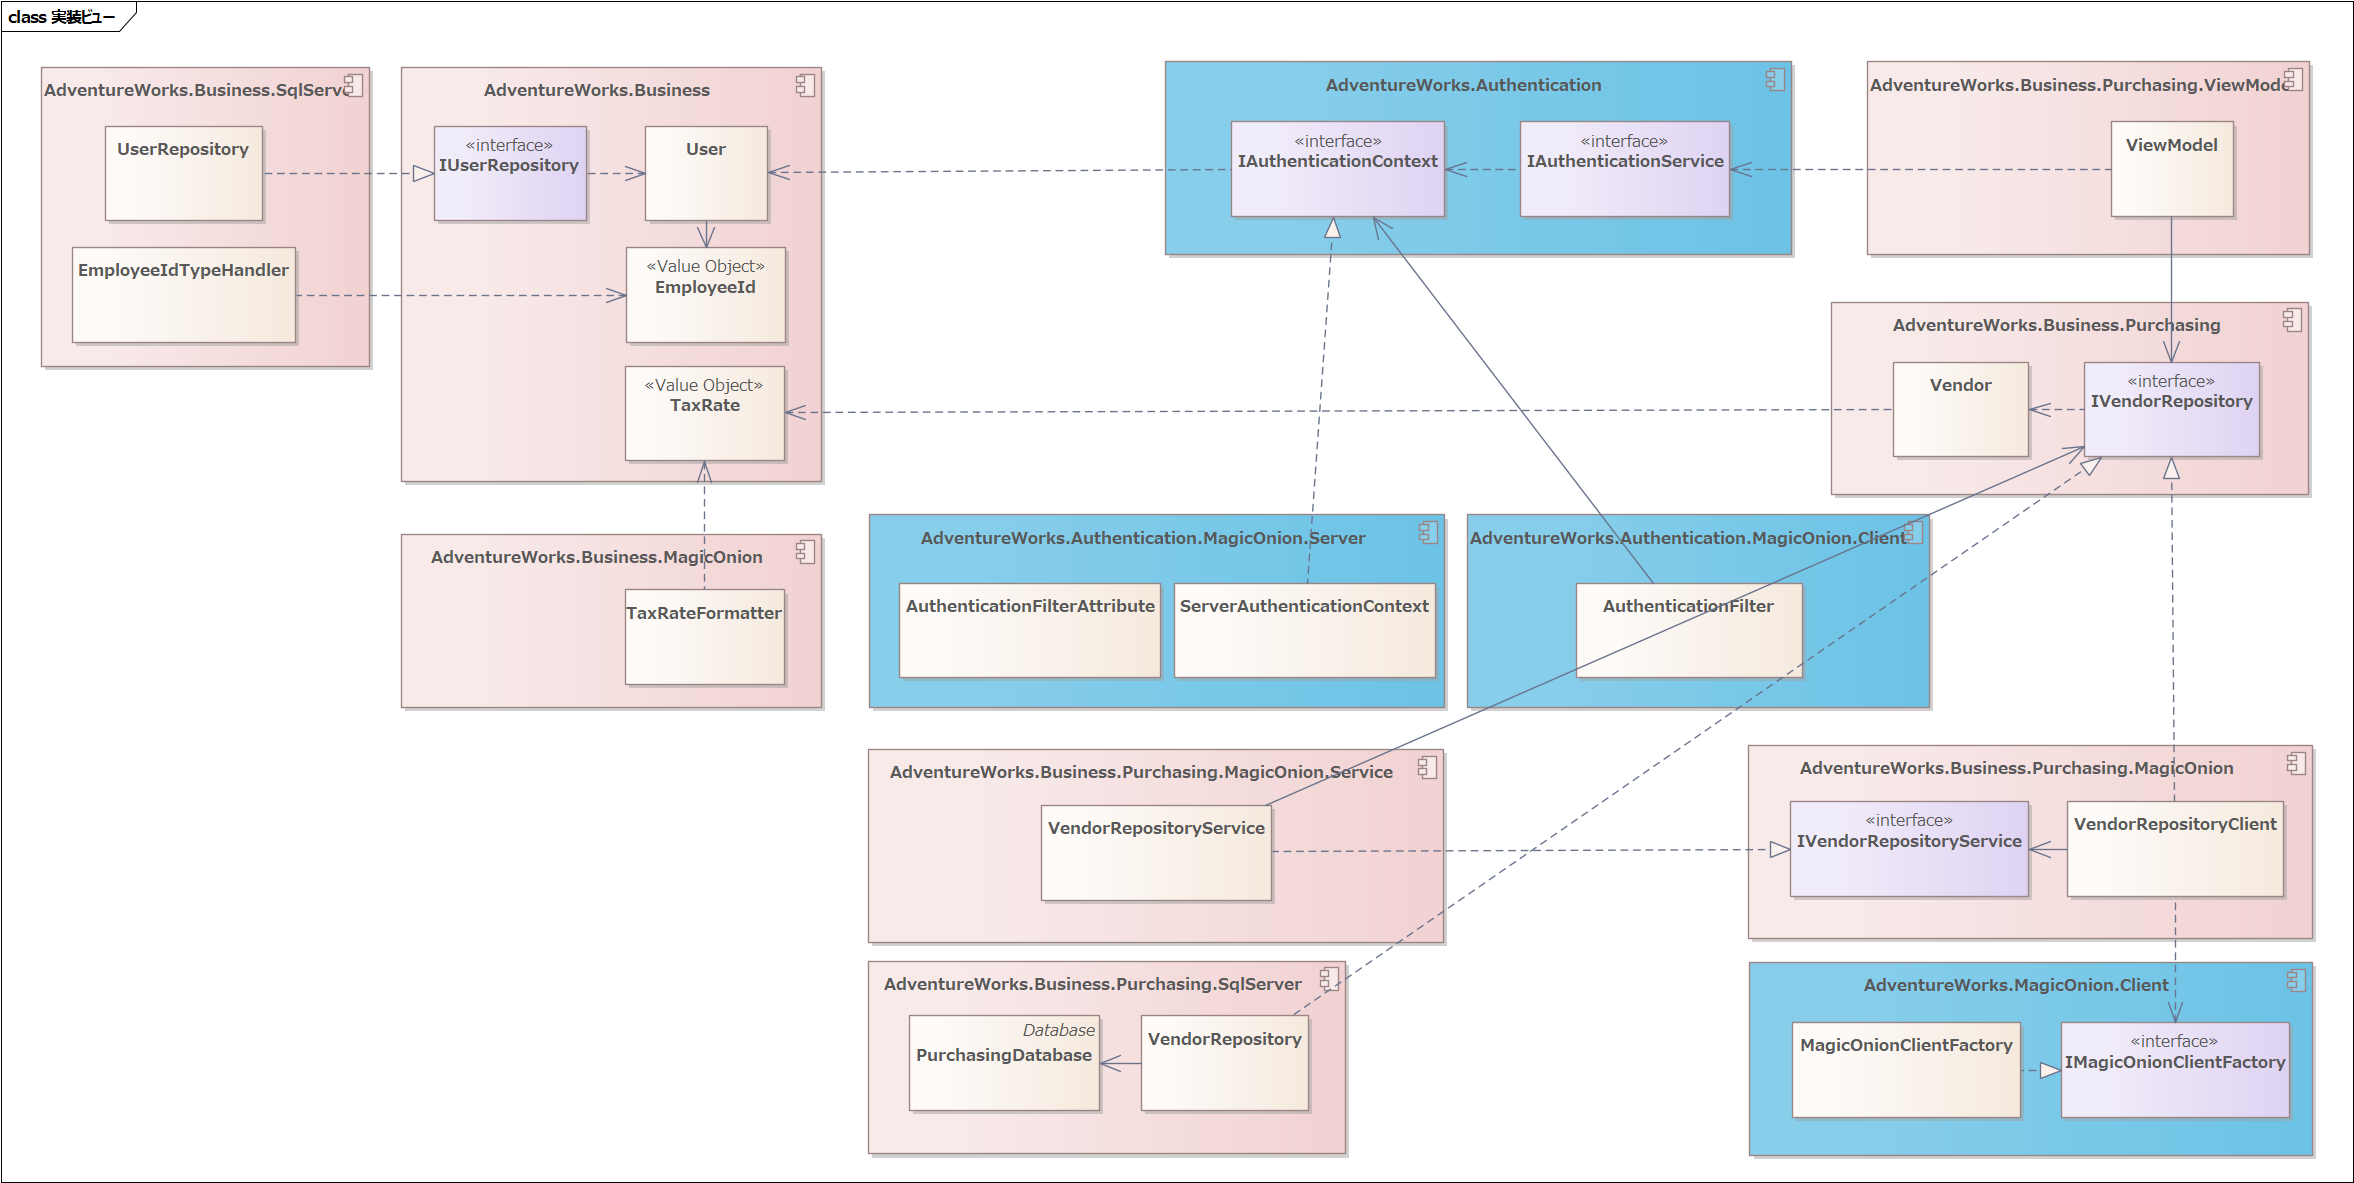 class 実装ビュー
AdventureWorks.Business.SqlServe
UserRepository
EmployeeIdTypeHandler
AdventureWorks.Business
«interface»
IUserRepository
User
«Value Object»
EmployeeId
«Value Object»
TaxRate
AdventureWorks.Business.MagicOnion
TaxRateFormatter
AdventureWorks.Authentication
«interface»
IAuthenticationContext
«interface»
IAuthenticationService
AdventureWorks.Business.Purchasing.ViewMode
ViewModel
AdventureWorks.Business.Purchasing
Vendor
«interface»
IVendorRepository
AdventureWorks.Authentication.MagicOnion.Server
AuthenticationFilterAttribute
ServerAuthenticationContext
AdventureWorks.Authentication.MagicOnion.Client
AuthenticationFilter
AdventureWorks.Business.Purchasing.MagicOnion.Service
VendorRepositoryService
AdventureWorks.Business.Purchasing.MagicOnion
«interface»
IVendorRepositoryService
VendorRepositoryClient
AdventureWorks.Business.Purchasing.SqlServer
Database
PurchasingDatabase
VendorRepository
AdventureWorks.MagicOnion.Client
MagicOnionClientFactory
«interface»
IMagicOnionClientFactory